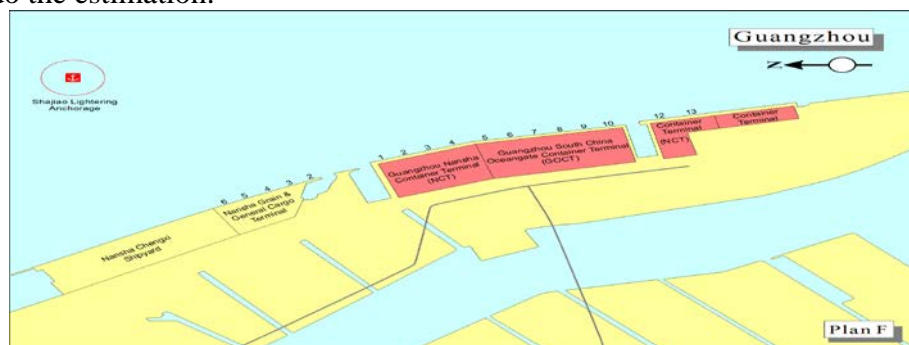 do the estimation.
Guangzhou
N
Shajiao Lightering
Anchorage
1 2 3 4 5 6 7 8 9 10 12 13
Container
Terminal
(NCT)
Container
Terminal
Guangzhou Nansha
Container Terminal
(NCT)
Guangzhou South China
Oceangate Container Terminal
(GOCT)
6 5 4 3 2
Nansha Grain &
General Cargo
Terminal
Nansha Chengxi
Shipyard
Plan F